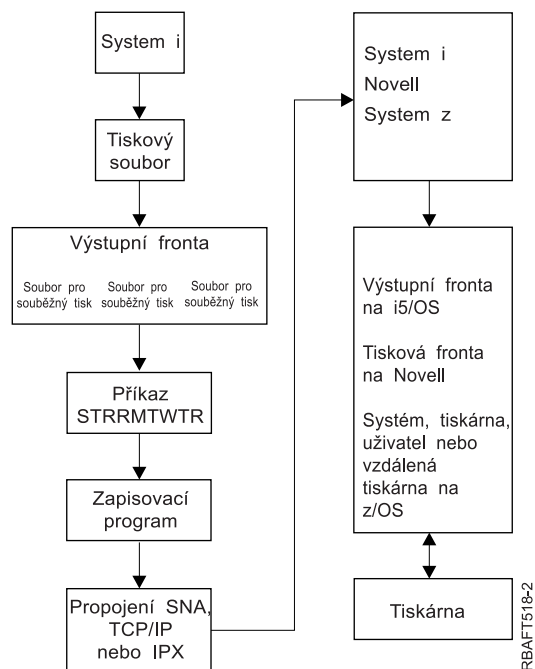 System i
Tiskový
soubor
Výstupní fronta
Soubor pro
souběžný tisk
Soubor pro
souběžný tisk
Soubor pro
souběžný tisk
Příkaz
STRRMTWTR
Zapisovací
program
Propojení SNA,
TCP/IP
nebo IPX
System i
Novell
System z
Výstupní fronta
na i5/OS
Tisková fronta
na Novell
Systém, tiskárna,
uživatel nebo
vzdálená
tiskárna na
z/OS
Tiskárna
RBAFT518-2